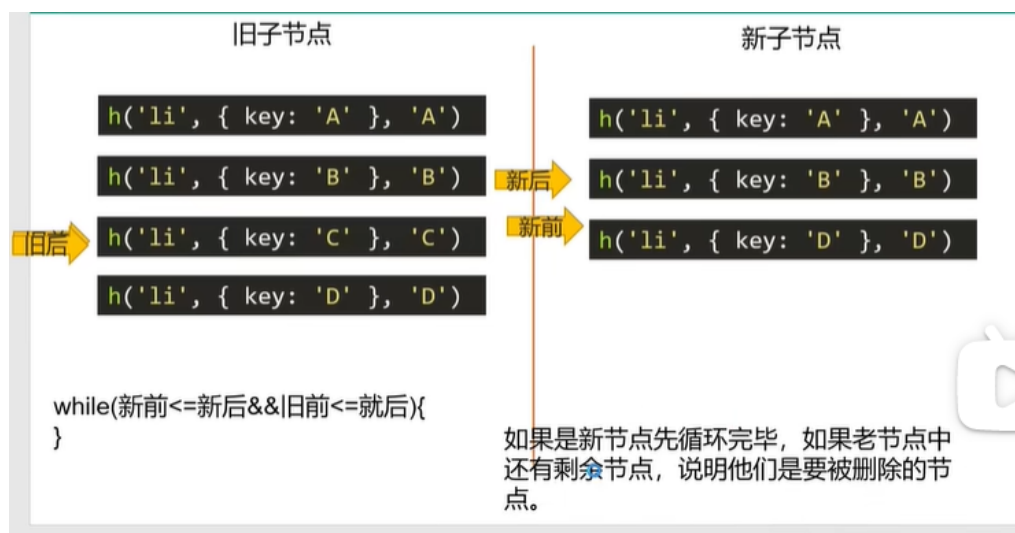 旧子节点
新子节点
h('li', { key: 'A' }, 'A')
h('li', { key: 'B' }, 'B')
h('li', { key: 'C' }, 'C')
h('li', { key: 'D' }, 'D')
旧后
新后
新前
h('li', { key: 'A' }, 'A')
h('li', { key: 'B' }, 'B')
h('li', { key: 'D' }, 'D')
while(新前<=新后&&旧前<=就后){
}
如果是新节点先循环完毕，如果老节点中
还有剩余节点，说明他们是要被删除的节
点。